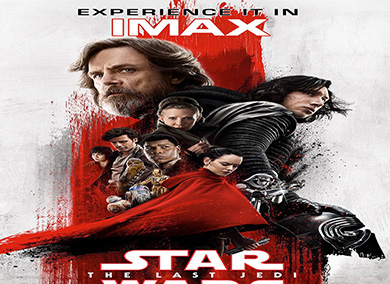 EXPERIENCE IT IN
IMAX
STAR
THE LAST JEDI
WARS